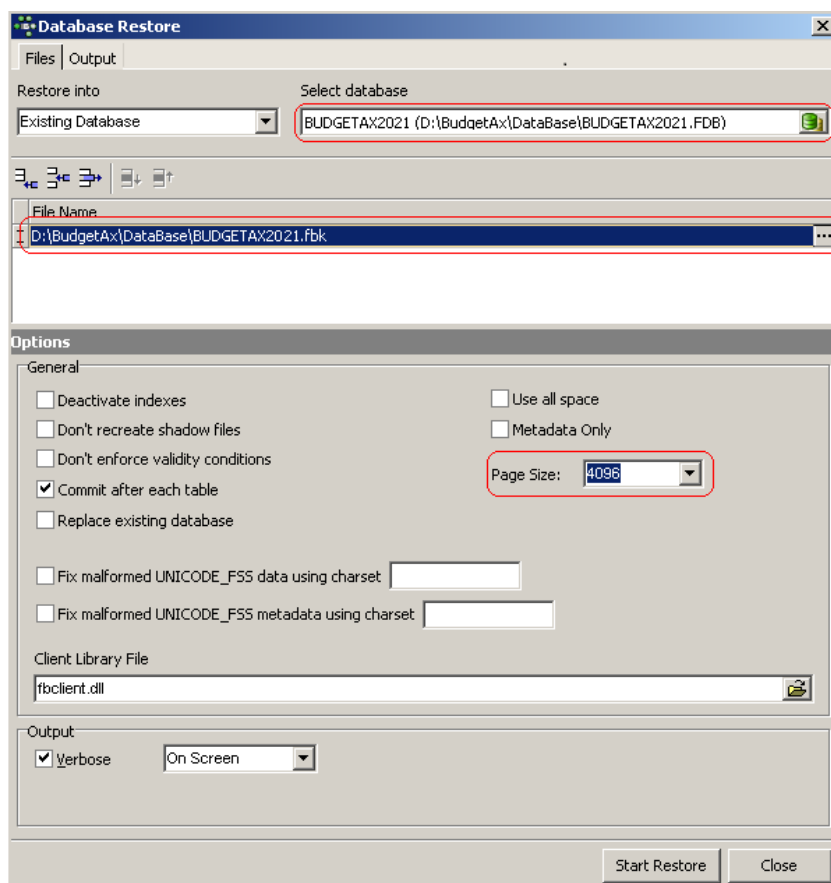 Database Restore
Files Output
Restore into Select database
Existing Database BUDGETAX2021 (D:\BudgetAx\DataBase\BUDGETAX2021.FDB)
File Name
D:\BudgetAx\DataBase\BUDGETAX2021.fbk ...
Options
General
Deactivate indexes Use all space
Don't recreate shadow files Metadata Only
Don't enforce validity conditions
Page Size: 4096
Commit after each table
Replace existing database
Fix malformed UNICODE_FSS data using charset
Fix malformed UNICODE_FSS metadata using charset
Client Library File
fbclient.dll
Output
Verbose On Screen
Start Restore Close